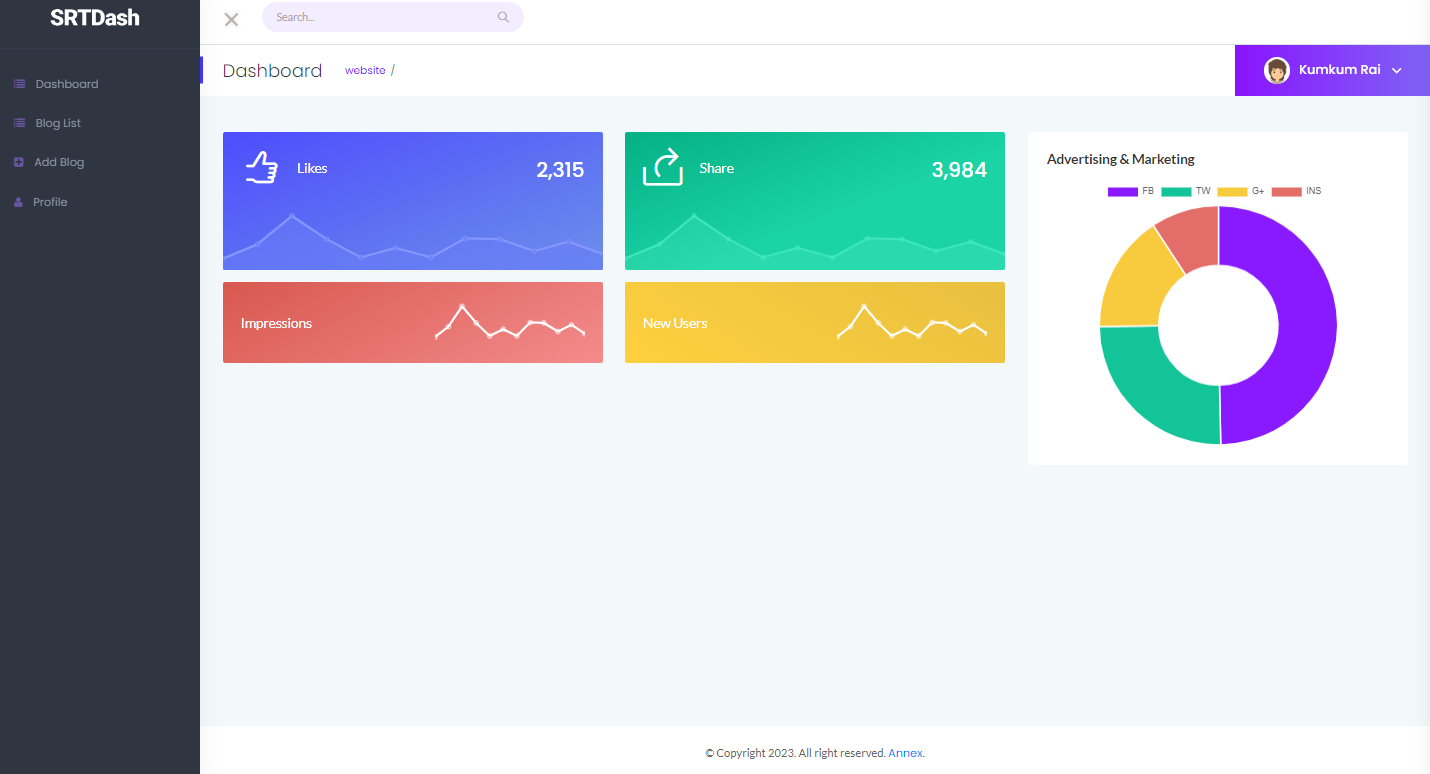 SRTDash
Search...
Dashboard
Blog List
Add Blog
Profile
Dashboard website /
Kumkum Rai
Likes 2,315
Share 3,984
Impressions
New Users
Advertising & Marketing
FB TW G+ INS
© Copyright 2023. All right reserved. Annex.